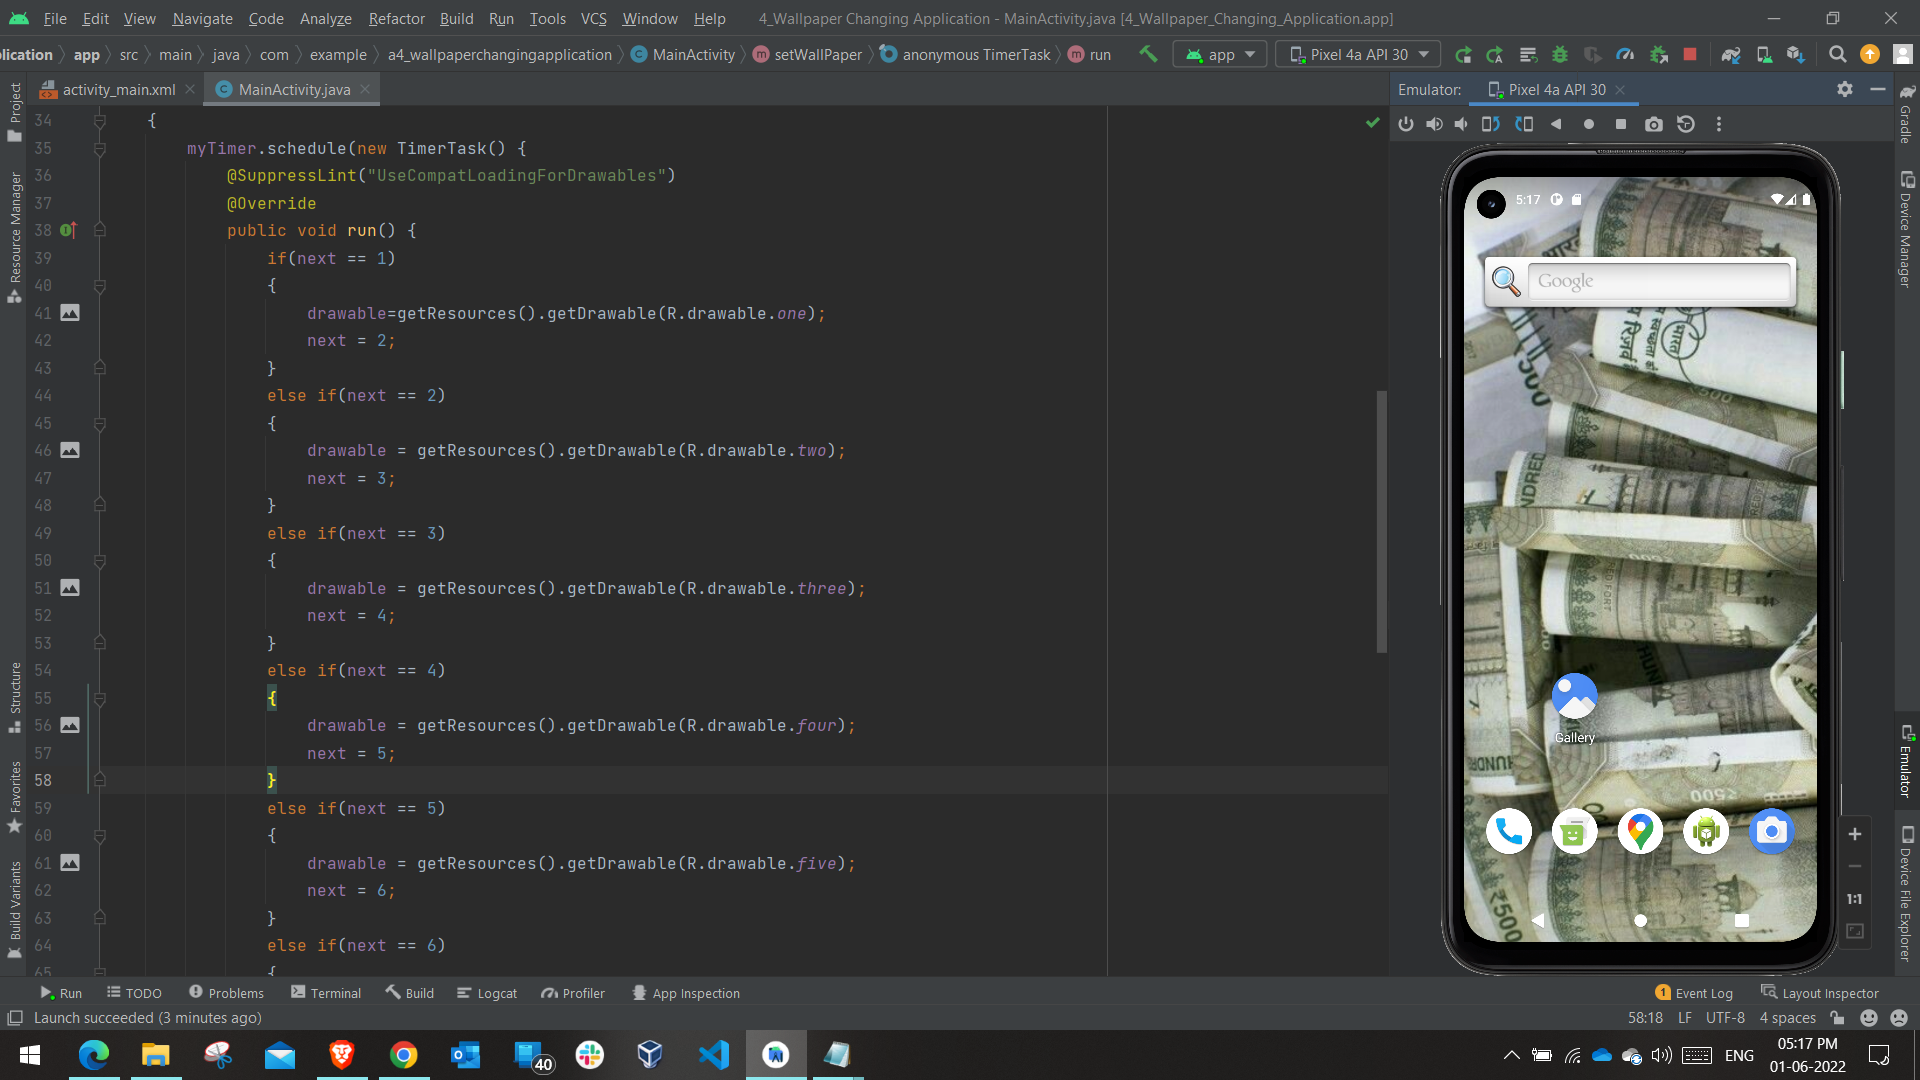 File Edit View Navigate Code Analyze Refactor Build Run Tools VCS Window Help 4_Wallpaper Changing Application - MainActivity.java [4_Wallpaper_Changing_Application.app]
plication app src main java com example a4_wallpaperchangingapplication MainActivity setWallPaper anonymous TimerTask run app Pixel 4a API 30
activity_main.xml MainActivity.java
Emulator: Pixel 4a API 30
Project
Resource Manager
Structure
Favorites
Build Variants
34 {
35 myTimer.schedule(new TimerTask() {
36 @SuppressLint("UseCompatLoadingForDrawables")
37 @Override
38 public void run() {
39 if(next == 1)
40 {
41 drawable=getResources().getDrawable(R.drawable.one);
42 next = 2;
43 }
44 else if(next == 2)
45 {
46 drawable = getResources().getDrawable(R.drawable.two);
47 next = 3;
48 }
49 else if(next == 3)
50 {
51 drawable = getResources().getDrawable(R.drawable.three);
52 next = 4;
53 }
54 else if(next == 4)
55 {
56 drawable = getResources().getDrawable(R.drawable.four);
57 next = 5;
58 }
59 else if(next == 5)
60 {
61 drawable = getResources().getDrawable(R.drawable.five);
62 next = 6;
63 }
64 else if(next == 6)
65 {
5:17
Google
500
500
Gallery
₹500
₹500
1:1
Gradle
Device Manager
Emulator
Device File Explorer
Run TODO Problems Terminal Build Logcat Profiler App Inspection 1 Event Log Layout Inspector
Launch succeeded (3 minutes ago) 58:18 LF UTF-8 4 spaces
40 ENG 05:17 PM
01-06-2022